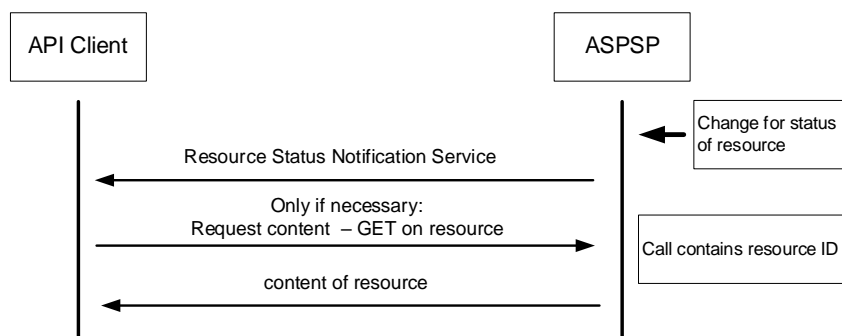 API Client
ASPSP
Change for status
of resource
Resource Status Notification Service
Only if necessary:
Request content – GET on resource
Call contains resource ID
content of resource